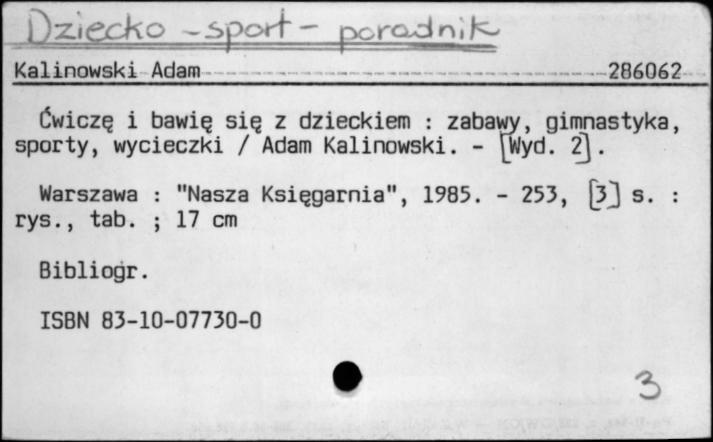 Dziecko - sport - poradnik
Kalinowski Adam 286062
Ćwiczę i bawię się z dzieckiem : zabawy, gimnastyka,
sporty, wycieczki / Adam Kalinowski. - [Wyd. 2].
Warszawa : "Nasza Księgarnia", 1985. - 253, [3] s. :
rys., tab. ; 17 cm
Bibliogr.
ISBN 83-10-07730-0
3